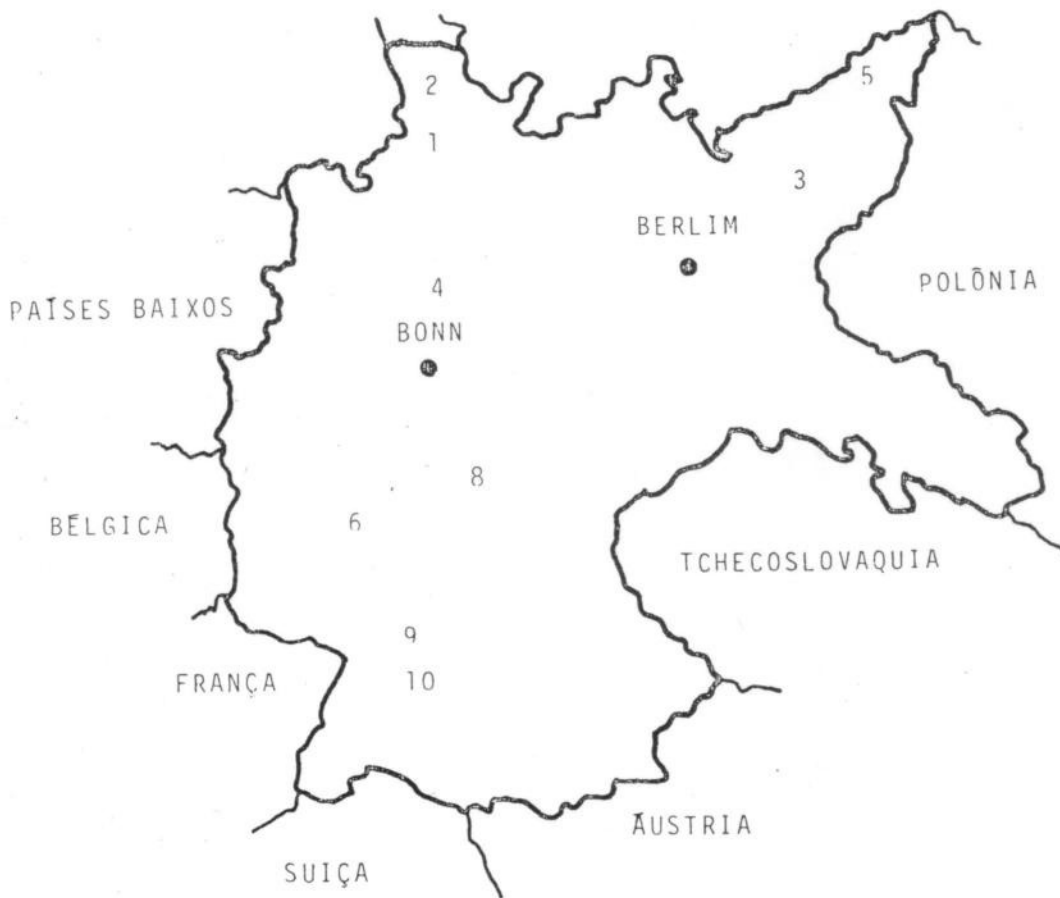 2
5
1
3
BERLIM
POLÔNIA
4
PAÍSES BAIXOS
BONN
8
BÉLGICA
6
TCHECOSLOVAQUIA
9
FRANÇA
10
ÁUSTRIA
SUIÇA